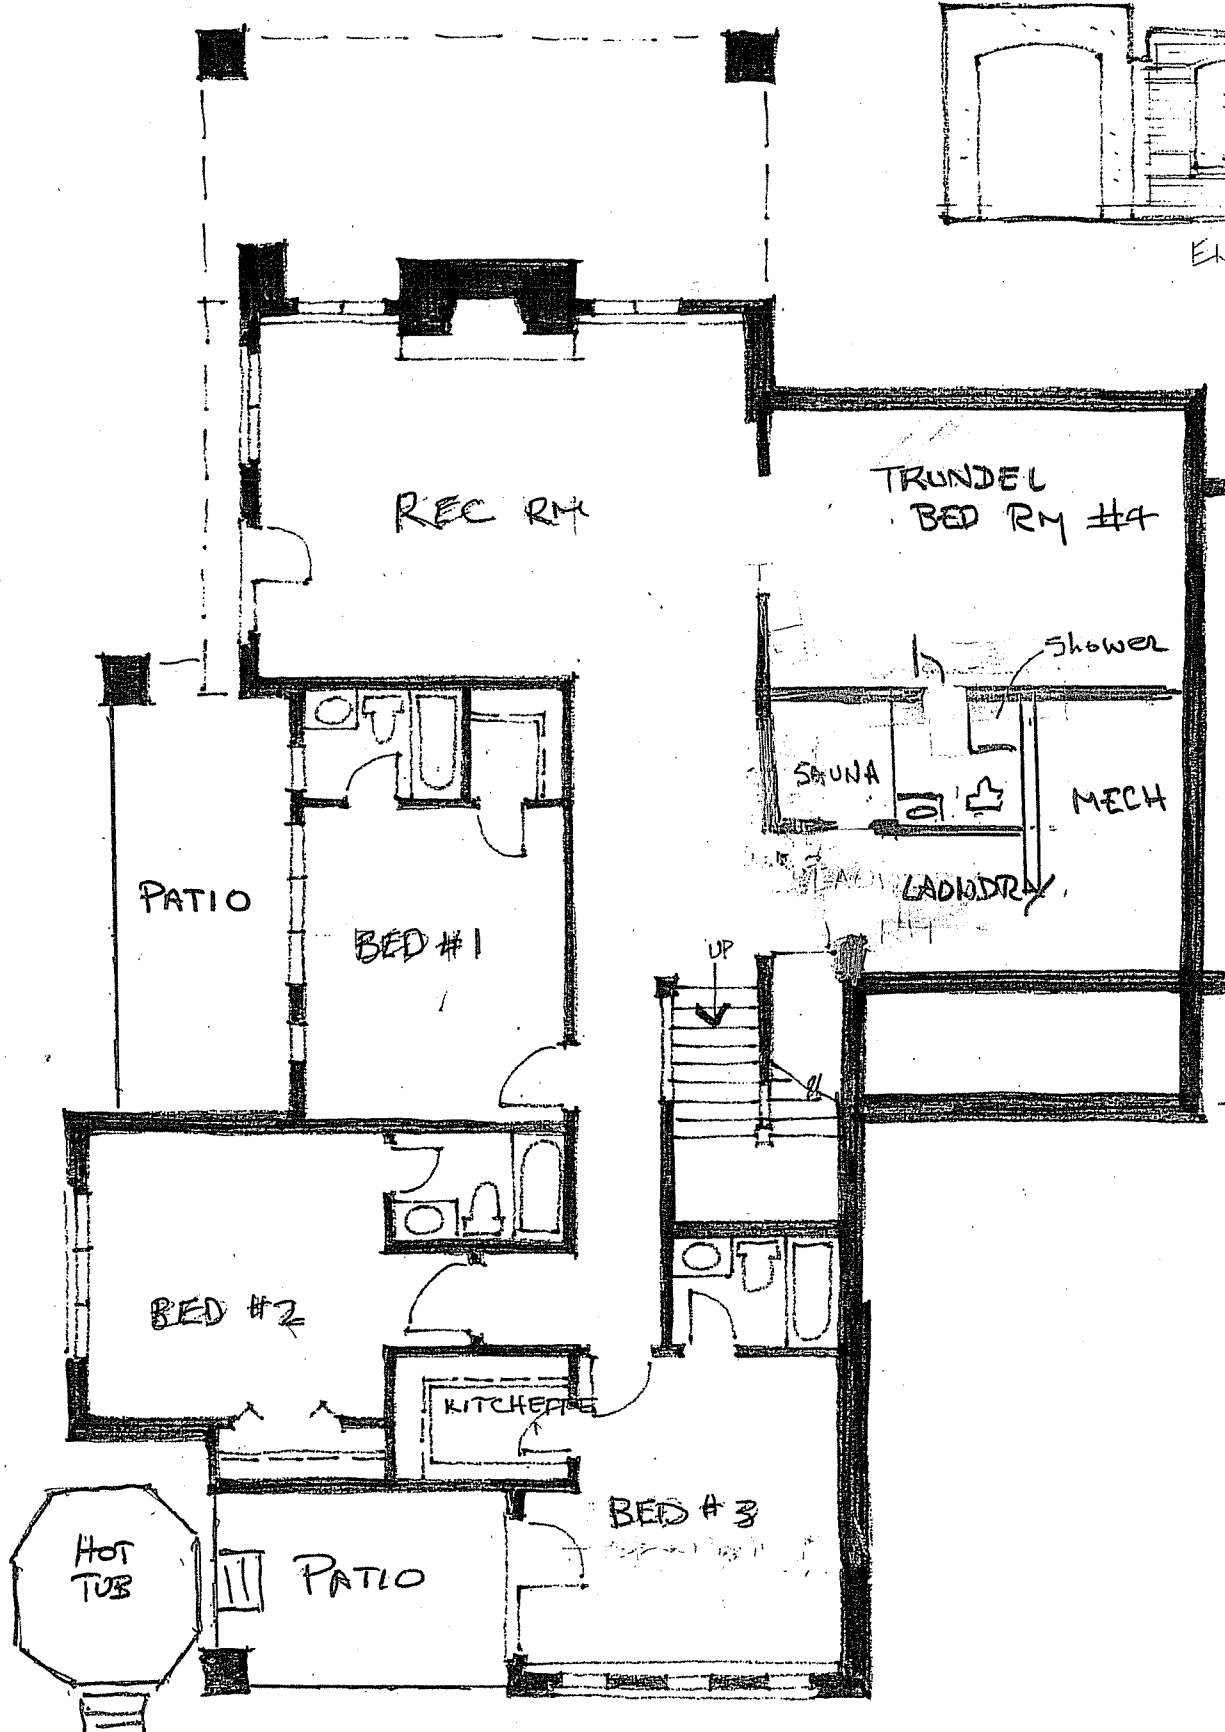 REC RM
TRUNDEL
BED RM #4
Shower
SAUNA
MECH
PATIO
BED #1
LAUNDRY
UP
BED #2
KITCHENTE
BED #3
HOT
TUB
PATIO